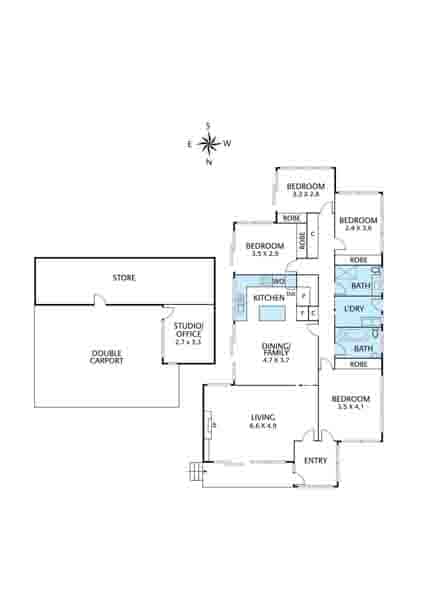 S
E W
N
BEDROOM
3.2 X 2.8
ROBE
ROBE
C
BEDROOM
2.4 X 3.6
BEDROOM
3.5 X 2.9
ROBE
STORE
WO
BATH
KITCHEN
P
L'DRY
F C
STUDIO/
OFFICE
2.7 X 3.3
DOUBLE
CARPORT
DINING/
FAMILY
4.7 X 3.7
BATH
ROBE
BEDROOM
3.5 X 4.1
LIVING
6.6 X 4.9
ENTRY